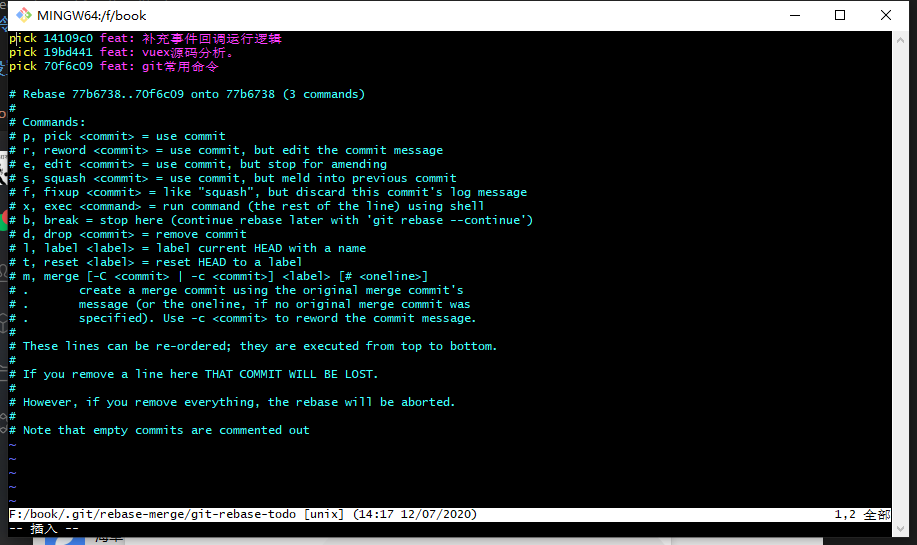 MINGW64:/f/book
pick 14109c0 feat: 补充事件回调运行逻辑
pick 19bd441 feat: vuex源码分析。
pick 70f6c09 feat: git常用命令
# Rebase 77b6738..70f6c09 onto 77b6738 (3 commands)
#
# Commands:
# p, pick <commit> = use commit
# r, reword <commit> = use commit, but edit the commit message
# e, edit <commit> = use commit, but stop for amending
# s, squash <commit> = use commit, but meld into previous commit
# f, fixup <commit> = like "squash", but discard this commit's log message
# x, exec <command> = run command (the rest of the line) using shell
# b, break = stop here (continue rebase later with 'git rebase --continue')
# d, drop <commit> = remove commit
# l, label <label> = label current HEAD with a name
# t, reset <label> = reset HEAD to a label
# m, merge [-C <commit> | -c <commit>] <label> [# <oneline>]
# .       create a merge commit using the original merge commit's
# .       message (or the oneline, if no original merge commit was
# .       specified). Use -c <commit> to reword the commit message.
#
# These lines can be re-ordered; they are executed from top to bottom.
#
# If you remove a line here THAT COMMIT WILL BE LOST.
#
# However, if you remove everything, the rebase will be aborted.
#
# Note that empty commits are commented out
~
~
~
~
~
F:/book/.git/rebase-merge/git-rebase-todo [unix] (14:17 12/07/2020) 1,2 全部
-- 插入 --